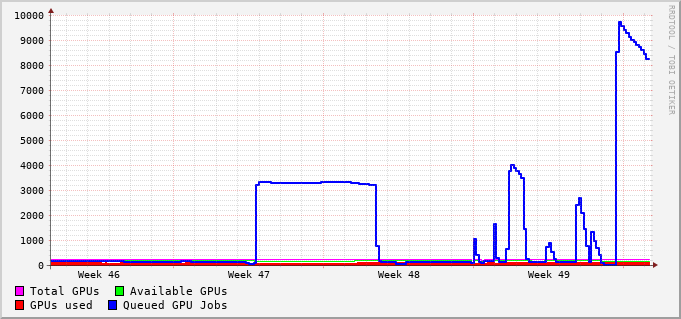 RRDTOOL / TOBI OETIKER
10000
9000
8000
7000
6000
5000
4000
3000
2000
1000
0
Week 46 Week 47 Week 48 Week 49
Total GPUs Available GPUs
GPUs used Queued GPU Jobs